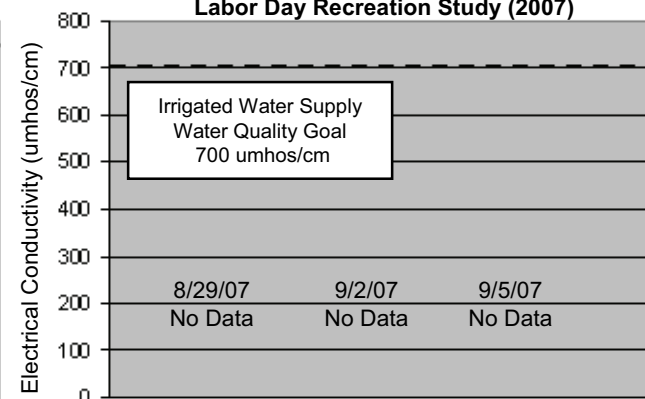 Labor Day Recreation Study (2007)
Electrical Conductivity (umhos/cm)
800
700
600
500
400
300
200
100
0
Irrigated Water Supply
Water Quality Goal
700 umhos/cm
8/29/07 9/2/07 9/5/07
No Data No Data No Data